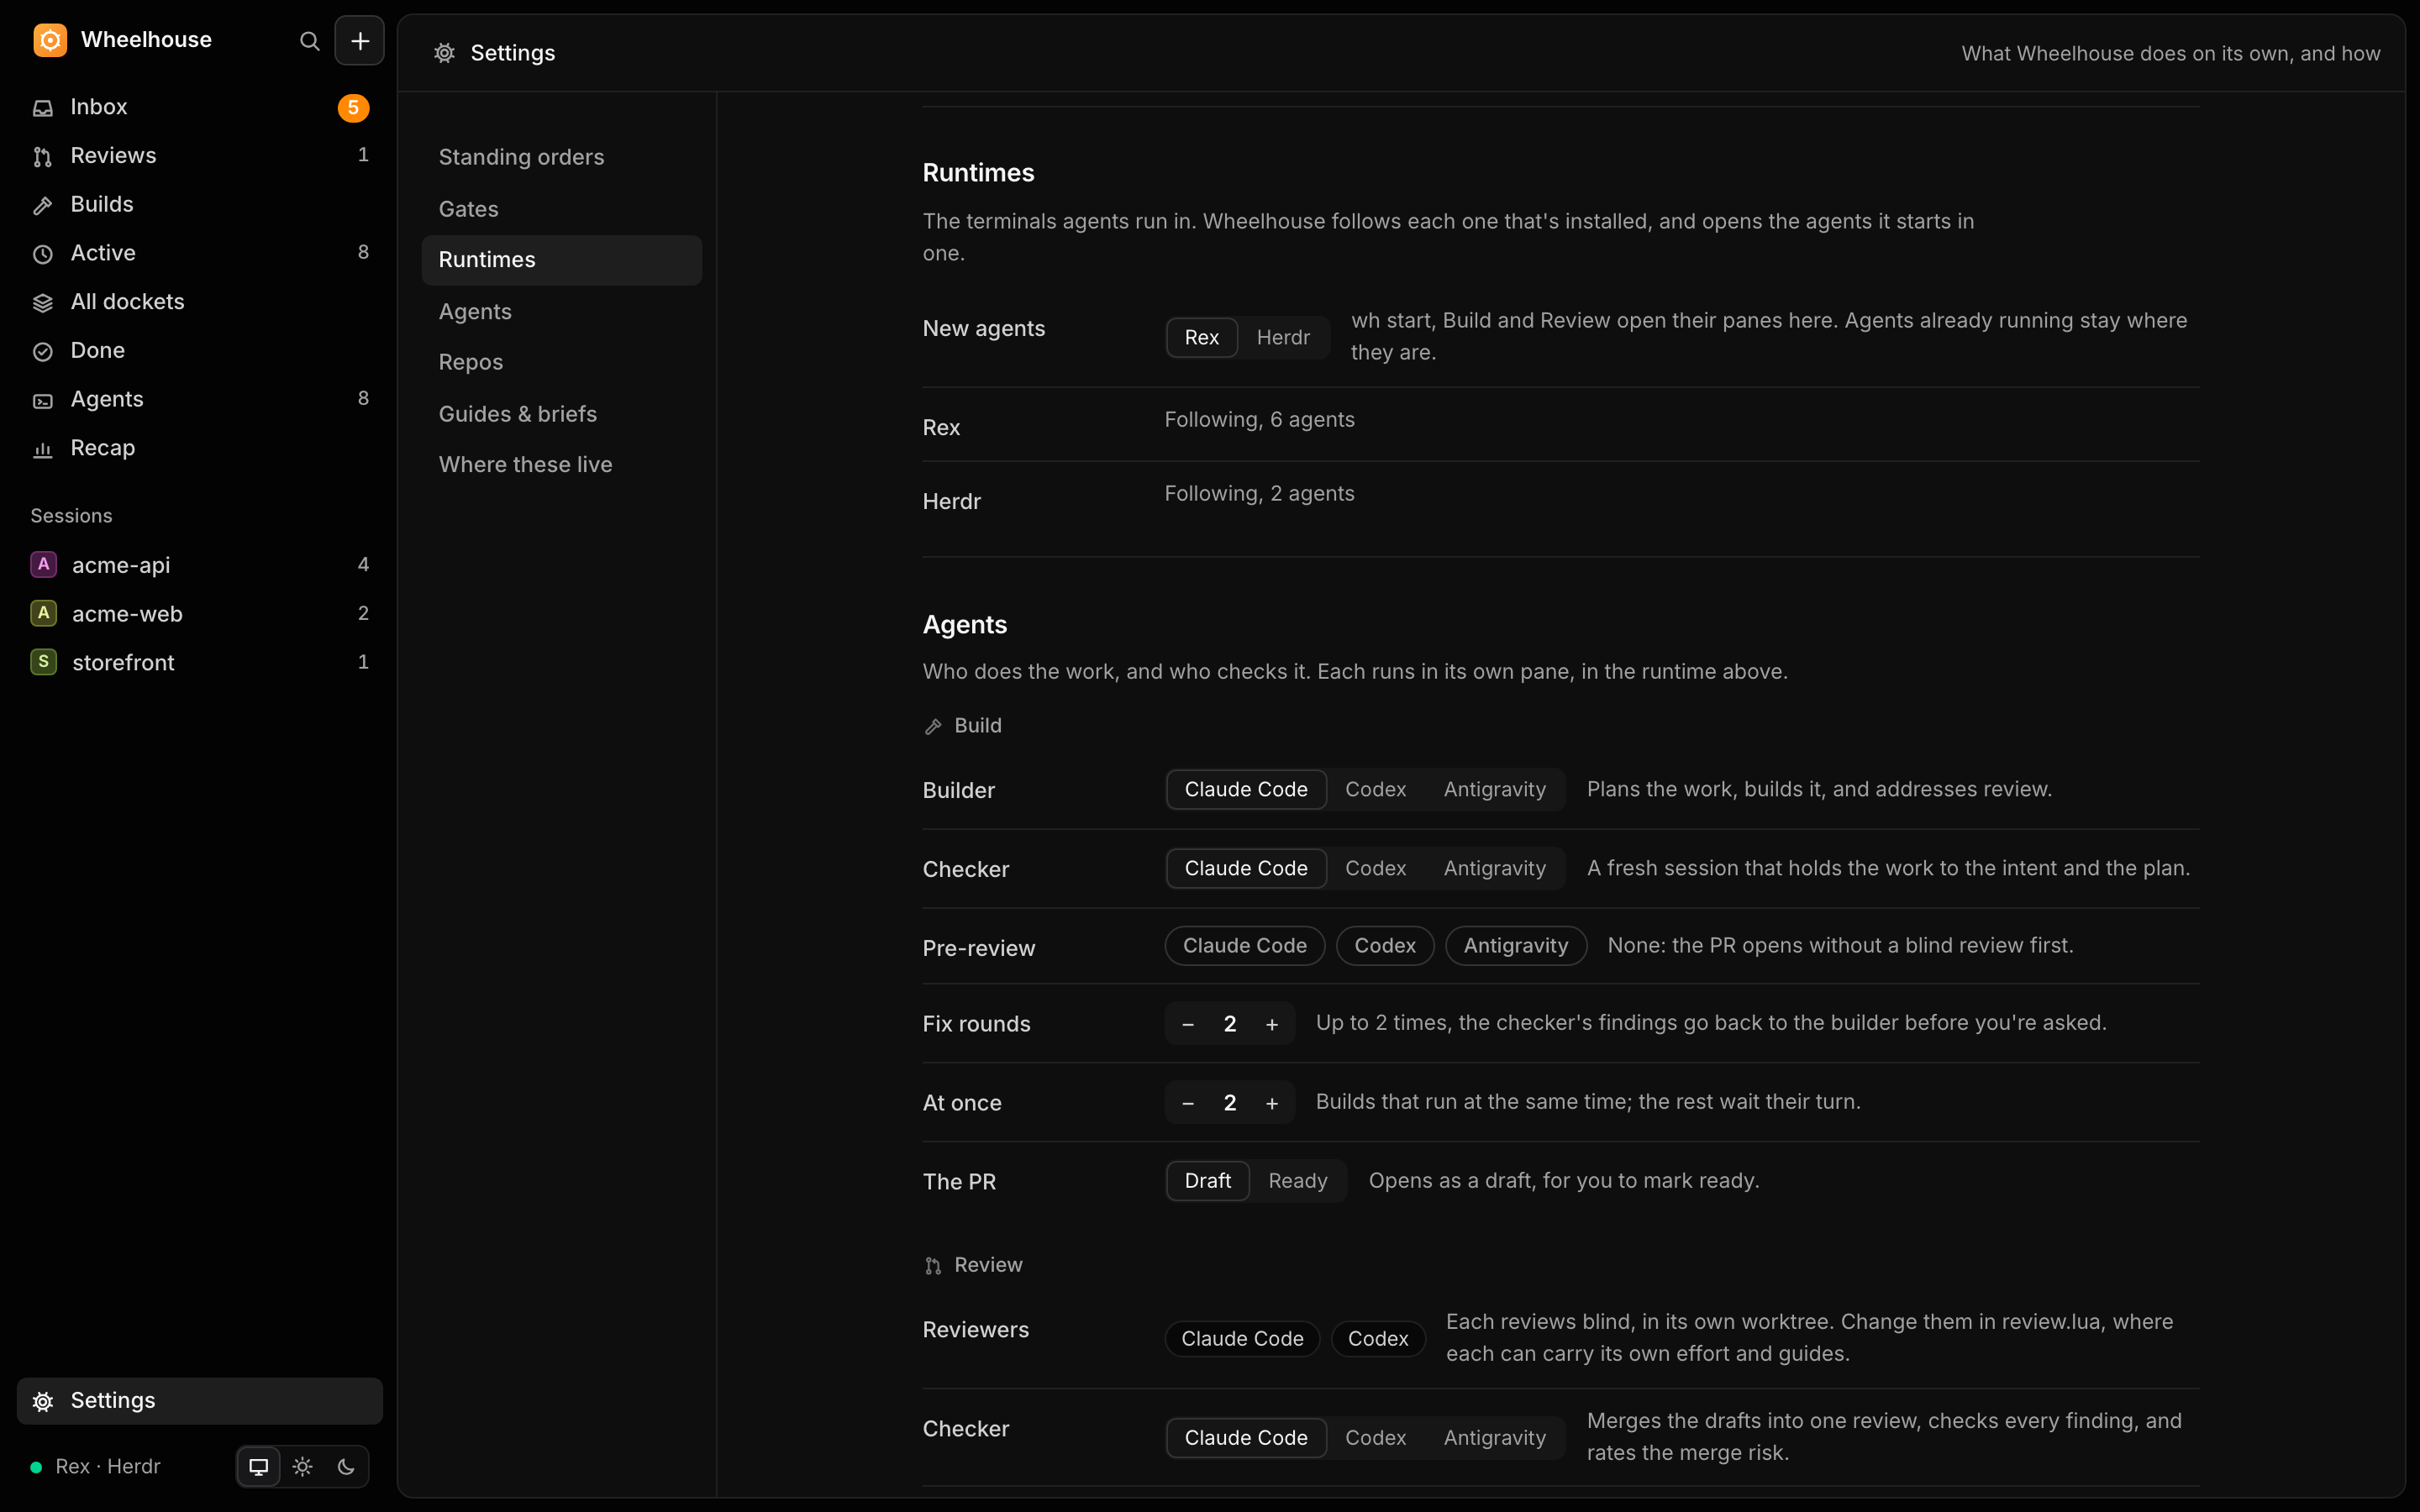 Wheelhouse
Inbox 5
Reviews 1
Builds
Active 8
All dockets
Done
Agents 8
Recap
Sessions
A acme-api 4
A acme-web 2
S storefront 1
Settings
Rex · Herdr
Settings
What Wheelhouse does on its own, and how
Standing orders
Gates
Runtimes
Agents
Repos
Guides & briefs
Where these live
Runtimes
The terminals agents run in. Wheelhouse follows each one that's installed, and opens the agents it starts in
one.
New agents
Rex Herdr
wh start, Build and Review open their panes here. Agents already running stay where
they are.
Rex
Following, 6 agents
Herdr
Following, 2 agents
Agents
Who does the work, and who checks it. Each runs in its own pane, in the runtime above.
Build
Builder
Claude Code Codex Antigravity
Plans the work, builds it, and addresses review.
Checker
Claude Code Codex Antigravity
A fresh session that holds the work to the intent and the plan.
Pre-review
Claude Code Codex Antigravity
None: the PR opens without a blind review first.
Fix rounds
− 2 +
Up to 2 times, the checker's findings go back to the builder before you're asked.
At once
− 2 +
Builds that run at the same time; the rest wait their turn.
The PR
Draft Ready
Opens as a draft, for you to mark ready.
Review
Reviewers
Claude Code Codex
Each reviews blind, in its own worktree. Change them in review.lua, where
each can carry its own effort and guides.
Checker
Claude Code Codex Antigravity
Merges the drafts into one review, checks every finding, and
rates the merge risk.